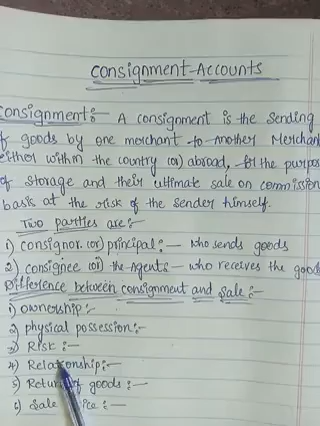 Consignment-Accounts
Consignment:- A consignment is the sending
of goods by one merchant to Another Merchan
either within the country (or) abroad, for the purpos
of storage and their ultimate sale on commission
basis at the risk of the sender himself.
Two parties are:-
1) consignor (or) principal:- who sends goods
2) consignee (or) the Agents- who receives the good
Difference between consignment and sale:-
1) ownership:-
2) physical possession:-
3) Risk:-
4) Relationship:-
5) Return of goods:-
6) Sale